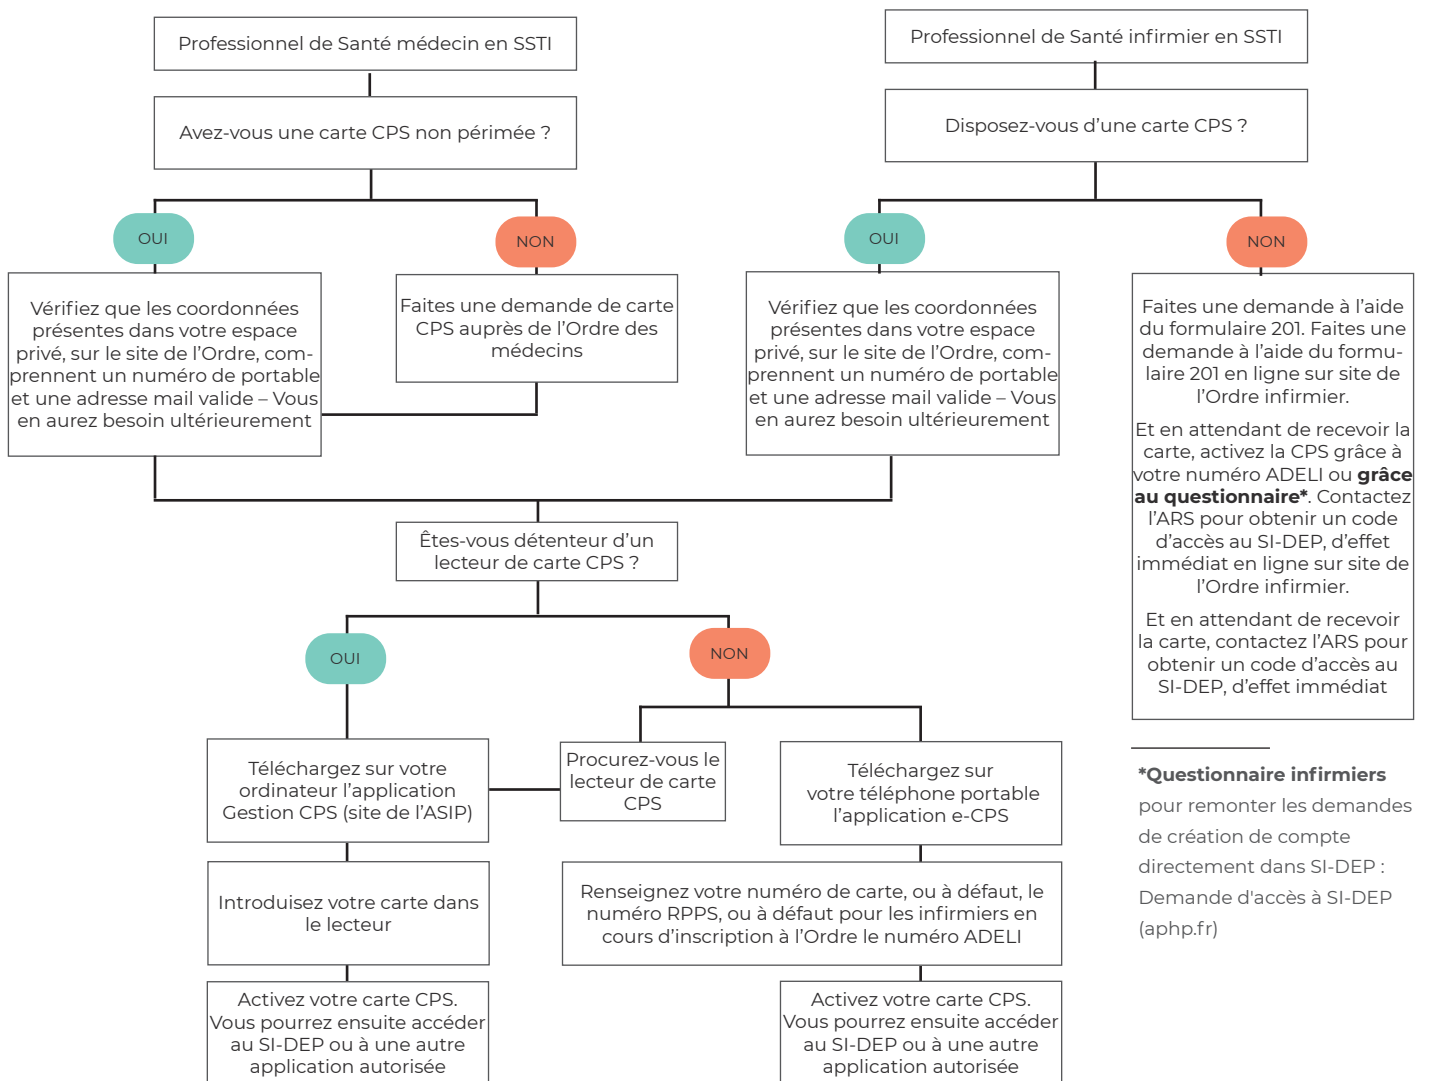 Professionnel de Santé médecin en SSTI
Professionnel de Santé infirmier en SSTI
Avez-vous une carte CPS non périmée ?
Disposez-vous d’une carte CPS ?
OUI
NON
OUI
NON
Vérifiez que les coordonnées
présentes dans votre espace
privé, sur le site de l’Ordre, com-
prennent un numéro de portable
et une adresse mail valide – Vous
en aurez besoin ultérieurement
Faites une demande de carte
CPS auprès de l’Ordre des
médecins
Vérifiez que les coordonnées
présentes dans votre espace
privé, sur le site de l’Ordre, com-
prennent un numéro de portable
et une adresse mail valide – Vous
en aurez besoin ultérieurement
Faites une demande à l’aide
du formulaire 201. Faites une
demande à l’aide du formu-
laire 201 en ligne sur site de
l’Ordre infirmier.
Et en attendant de recevoir la
carte, activez la CPS grâce à
votre numéro ADELI ou grâce
au questionnaire*. Contactez
l’ARS pour obtenir un code
d’accès au SI-DEP, d’effet
immédiat en ligne sur site de
l’Ordre infirmier.
Et en attendant de recevoir
la carte, contactez l’ARS pour
obtenir un code d’accès au
SI-DEP, d’effet immédiat
Êtes-vous détenteur d’un
lecteur de carte CPS ?
OUI
NON
Téléchargez sur votre
ordinateur l’application
Gestion CPS (site de l’ASIP)
Procurez-vous le
lecteur de carte
CPS
Téléchargez sur
votre téléphone portable
l’application e-CPS
*Questionnaire infirmiers
pour remonter les demandes
de création de compte
directement dans SI-DEP :
Demande d'accès à SI-DEP
(aphp.fr)
Introduisez votre carte dans
le lecteur
Renseignez votre numéro de carte, ou à défaut, le
numéro RPPS, ou à défaut pour les infirmiers en
cours d’inscription à l’Ordre le numéro ADELI
Activez votre carte CPS.
Vous pourrez ensuite accéder
au SI-DEP ou à une autre
application autorisée
Activez votre carte CPS.
Vous pourrez ensuite accéder
au SI-DEP ou à une autre
application autorisée